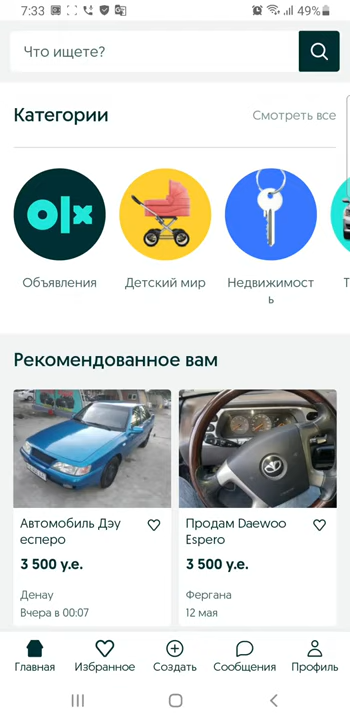 7:33
49%
Что ищете?
Категории
Смотреть все
olx
Объявления
Детский мир
Недвижимост
ь
Т
Рекомендованное вам
Автомобиль Дэу
есперо
3 500 у.е.
Денау
Вчера в 00:07
Продам Daewoo
Espero
3 500 у.е.
Фергана
12 мая
Главная
Избранное
Создать
Сообщения
Профиль